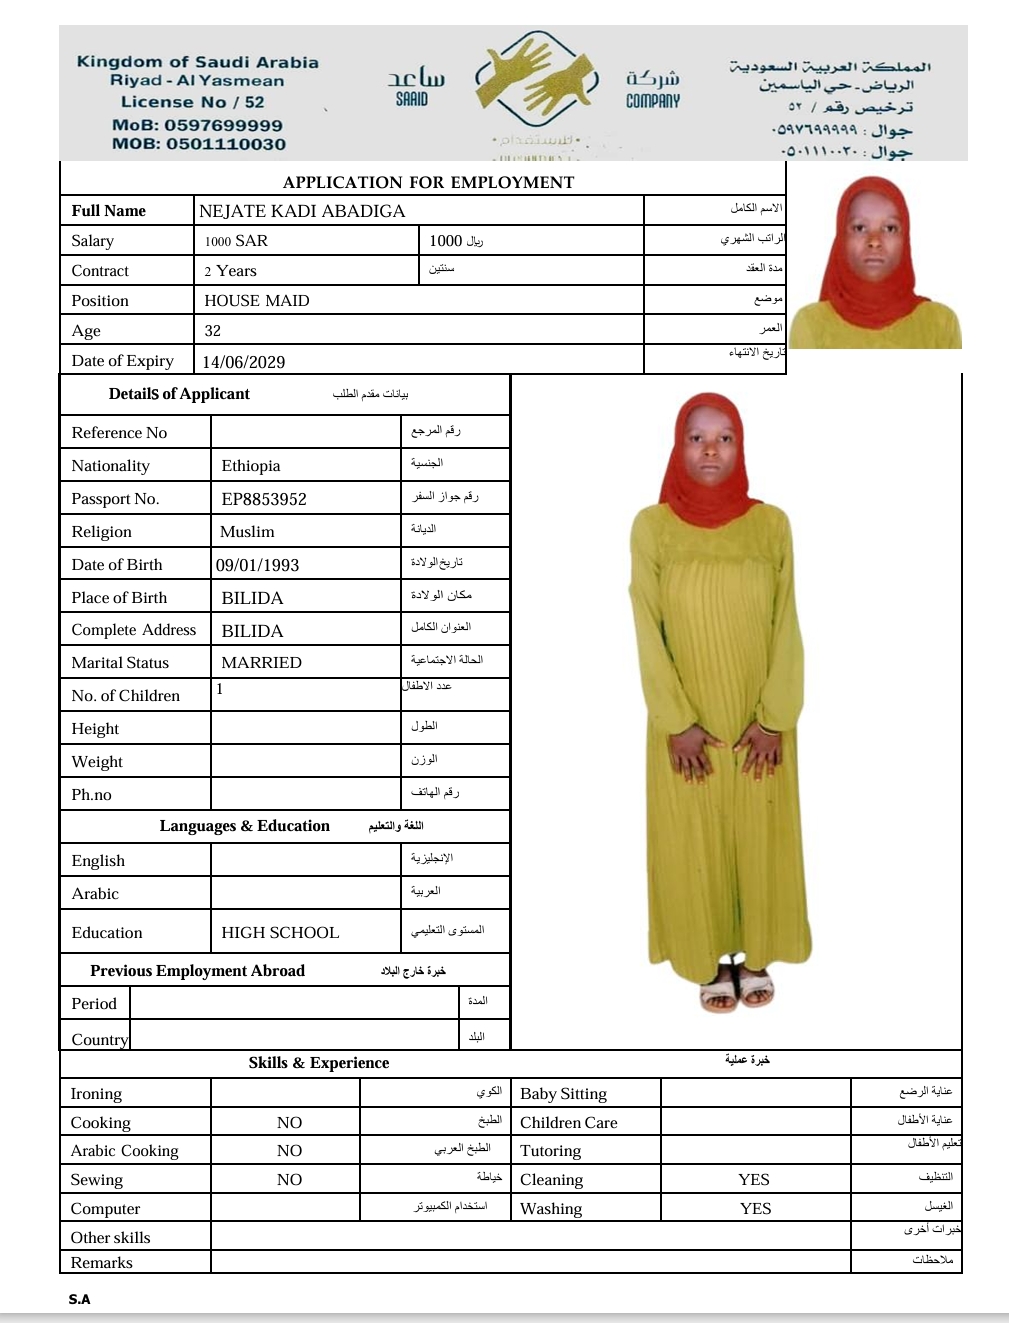 Kingdom of Saudi Arabia
Riyad - Al Yasmean
License No / 52
MoB: 0597699999
MOB: 0501110030
ساعد
SAAID
شركة
COMPANY
للاستقدام
المملكة العربية السعودية
الرياض - حي الياسمين
ترخيص رقم / ٥٢
جوال : ٠٥٩٧٦٩٩٩٩٩
جوال : ٠٥٠١١١٠٠٣٠
APPLICATION FOR EMPLOYMENT
Full Name NEJATE KADI ABADIGA الاسم الكامل
Salary 1000 SAR 1000 ريال الراتب الشهري
Contract 2 Years سنتين مدة العقد
Position HOUSE MAID موضع
Age 32 العمر
Date of Expiry 14/06/2029 تاريخ الانتهاء
Details of Applicant بيانات مقدم الطلب
Reference No رقم المرجع
Nationality Ethiopia الجنسية
Passport No. EP8853952 رقم جواز السفر
Religion Muslim الديانة
Date of Birth 09/01/1993 تاريخ الولادة
Place of Birth BILIDA مكان الولادة
Complete Address BILIDA العنوان الكامل
Marital Status MARRIED الحالة الاجتماعية
No. of Children 1 عدد الاطفال
Height الطول
Weight الوزن
Ph.no رقم الهاتف
Languages & Education اللغة والتعليم
English الإنجليزية
Arabic العربية
Education HIGH SCHOOL المستوى التعليمي
Previous Employment Abroad خبرة خارج البلاد
Period المدة
Country البلد
Skills & Experience خبرة عملية
Ironing الكوي Baby Sitting عناية الرضع
Cooking NO الطبخ Children Care عناية الأطفال
Arabic Cooking NO الطبخ العربي Tutoring تعليم الأطفال
Sewing NO خياطة Cleaning YES التنظيف
Computer استخدام الكمبيوتر Washing YES الغسيل
Other skills خبرات أخرى
Remarks ملاحظات
S.A